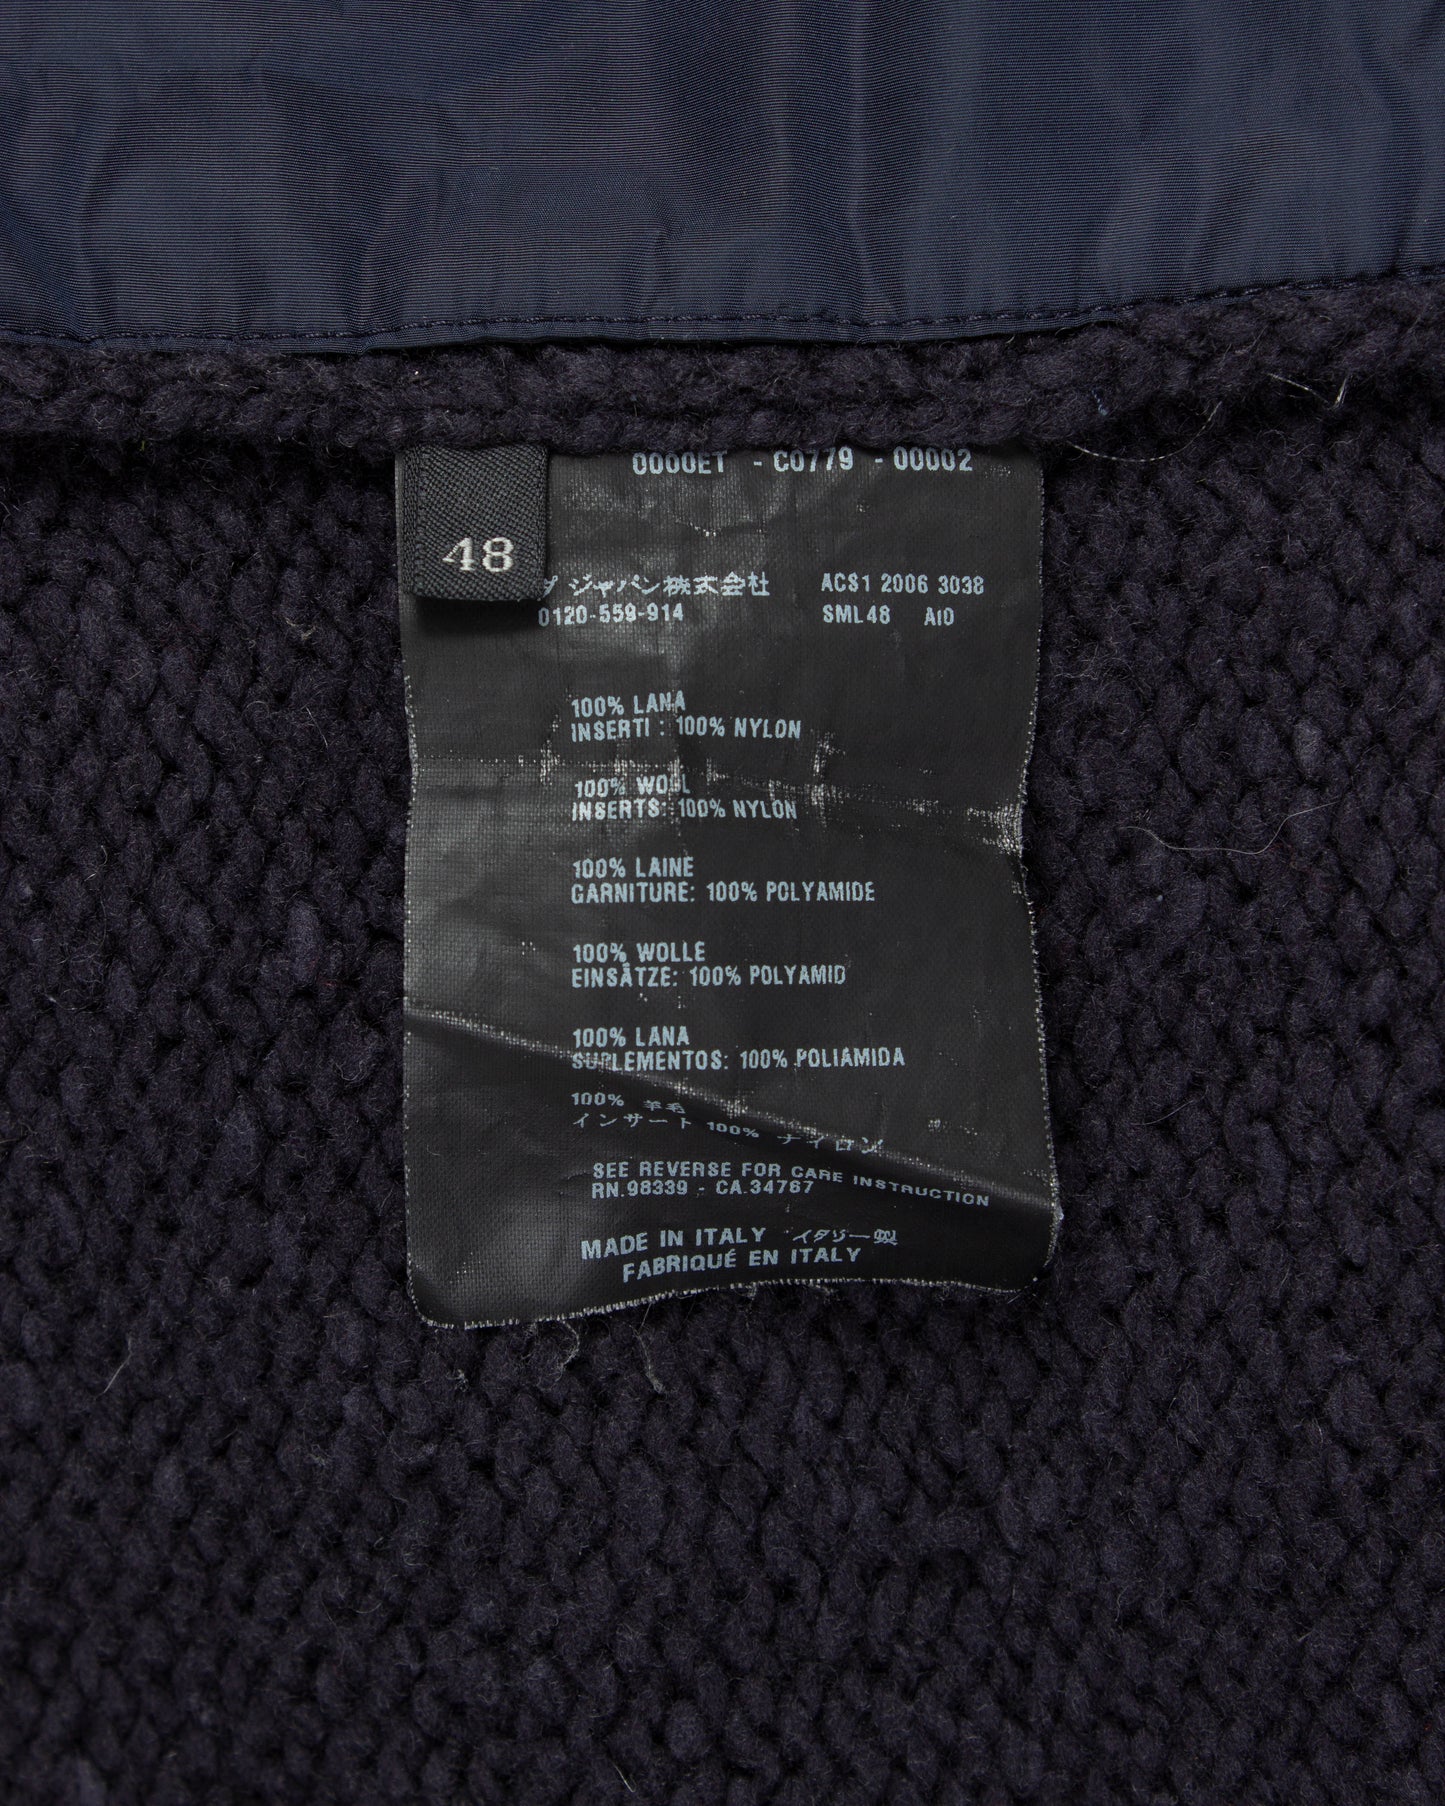 0000ET - C0779 - 00002
48
ジャパン株式会社 ACS1 2006 3038
0120-559-914 SML48 AI0
100% LANA
INSERTI : 100% NYLON
100% WOOL
INSERTS: 100% NYLON
100% LAINE
GARNITURE: 100% POLYAMIDE
100% WOLLE
EINSÄTZE: 100% POLYAMID
100% LANA
SUPLEMENTOS: 100% POLIAMIDA
100% 羊毛
インサート 100% ナイロン
SEE REVERSE FOR CARE INSTRUCTION
RN.98339 - CA.34767
MADE IN ITALY イタリー製
FABRIQUÉ EN ITALY